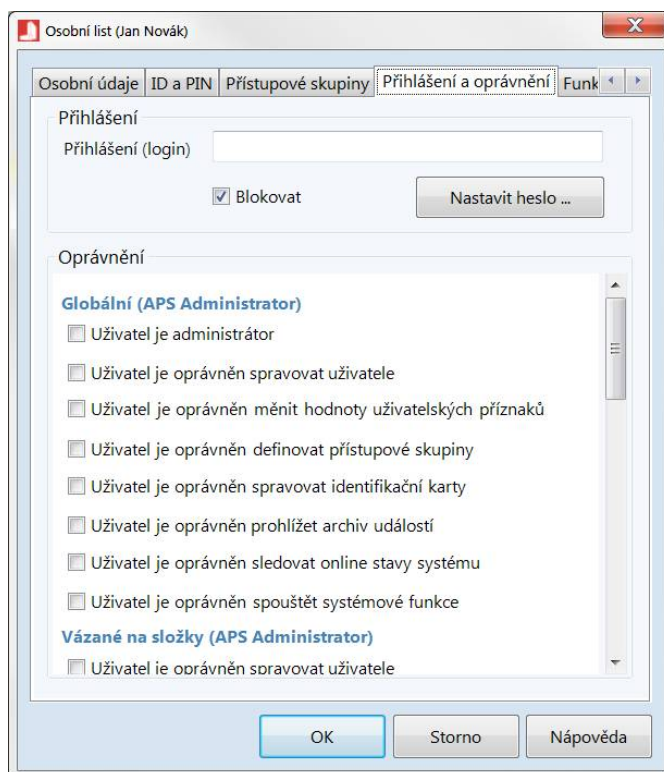 Osobní list (Jan Novák)
Osobní údaje ID a PIN Přístupové skupiny Přihlášení a oprávnění Funk
Přihlášení
Přihlášení (login)
Blokovat Nastavit heslo ...
Oprávnění
Globální (APS Administrator)
Uživatel je administrátor
Uživatel je oprávněn spravovat uživatele
Uživatel je oprávněn měnit hodnoty uživatelských příznaků
Uživatel je oprávněn definovat přístupové skupiny
Uživatel je oprávněn spravovat identifikační karty
Uživatel je oprávněn prohlížet archiv událostí
Uživatel je oprávněn sledovat online stavy systému
Uživatel je oprávněn spouštět systémové funkce
Vázané na složky (APS Administrator)
Uživatel je oprávněn spravovat uživatele
OK Storno Nápověda